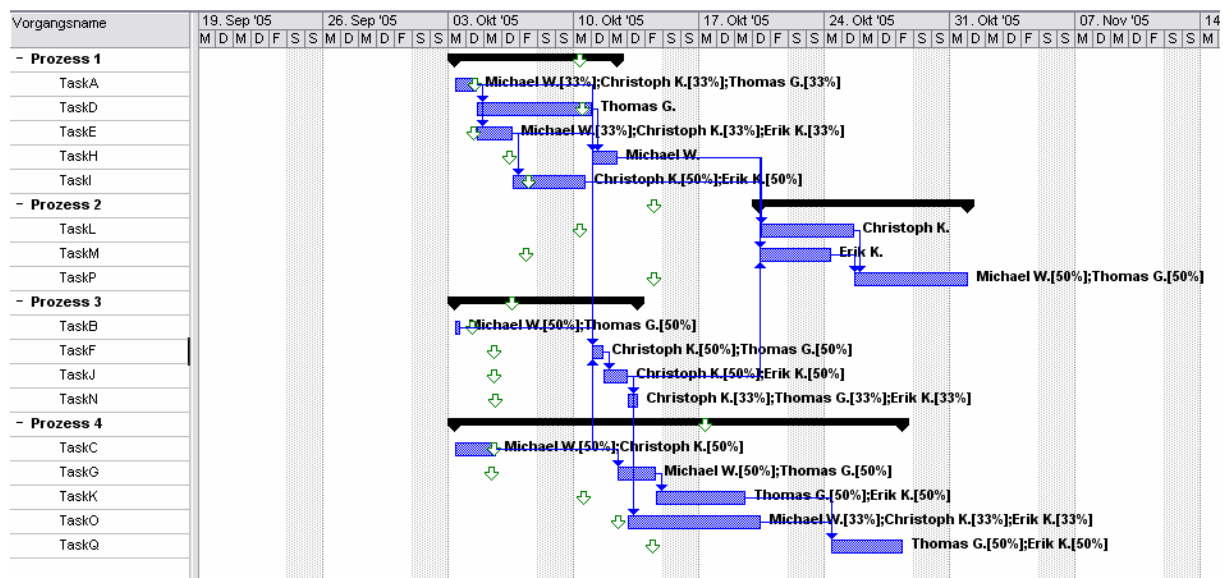 Vorgangsname
19. Sep '05 26. Sep '05 03. Okt '05 10. Okt '05 17. Okt '05 24. Okt '05 31. Okt '05 07. Nov '05 14
M D M D F S S M D M D F S S M D M D F S S M D M D F S S M D M D F S S M D M D F S S M D M D F S S M D M D F S S M
− Prozess 1
TaskA Michael W.[33%];Christoph K.[33%];Thomas G.[33%]
TaskD Thomas G.
TaskE Michael W.[33%];Christoph K.[33%];Erik K.[33%]
TaskH Michael W.
TaskI Christoph K.[50%];Erik K.[50%]
− Prozess 2
TaskL Christoph K.
TaskM Erik K.
TaskP Michael W.[50%];Thomas G.[50%]
− Prozess 3
TaskB Michael W.[50%];Thomas G.[50%]
TaskF Christoph K.[50%];Thomas G.[50%]
TaskJ Christoph K.[50%];Erik K.[50%]
TaskN Christoph K.[33%];Thomas G.[33%];Erik K.[33%]
− Prozess 4
TaskC Michael W.[50%];Christoph K.[50%]
TaskG Michael W.[50%];Thomas G.[50%]
TaskK Thomas G.[50%];Erik K.[50%]
TaskO Michael W.[33%];Christoph K.[33%];Erik K.[33%]
TaskQ Thomas G.[50%];Erik K.[50%]